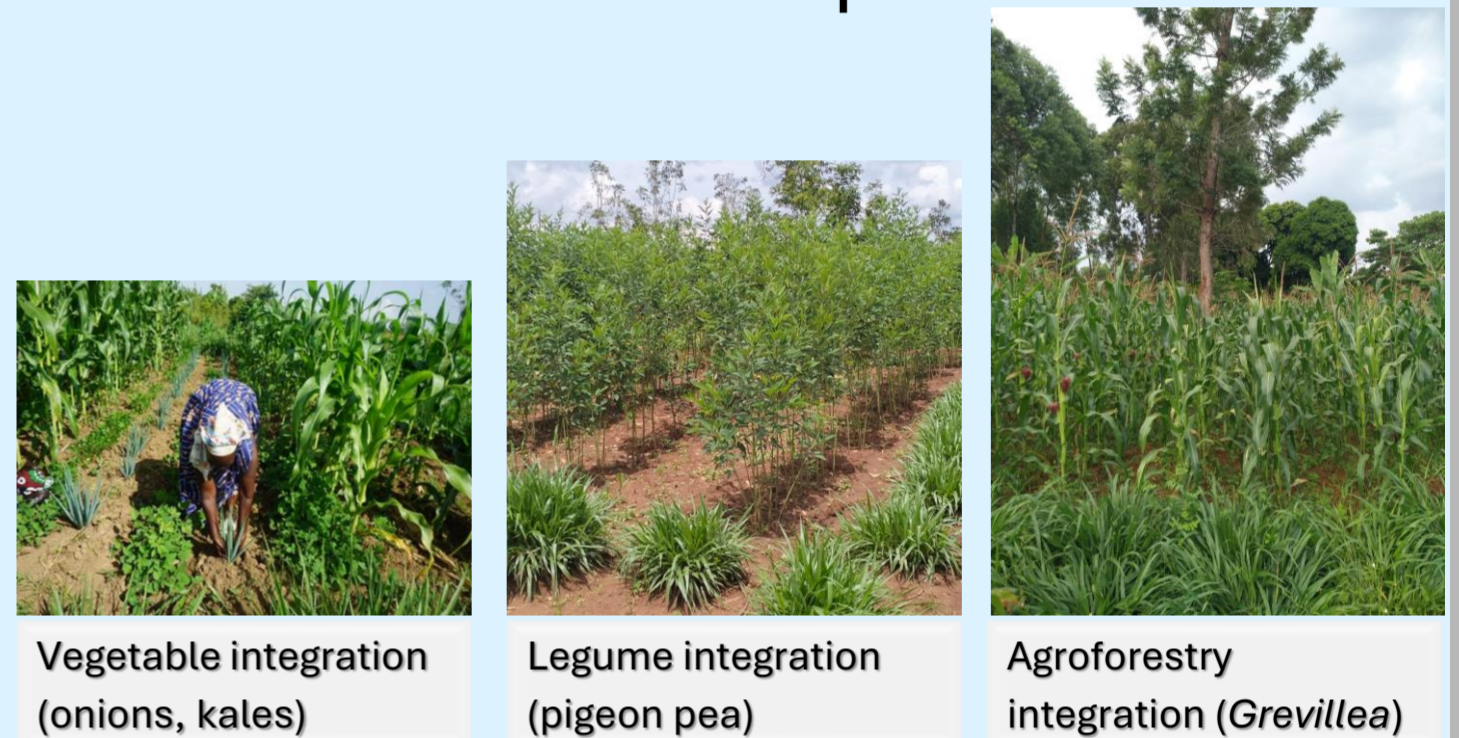 Vegetable integration
(onions, kales)
Legume integration
(pigeon pea)
Agroforestry
integration (Grevillea)